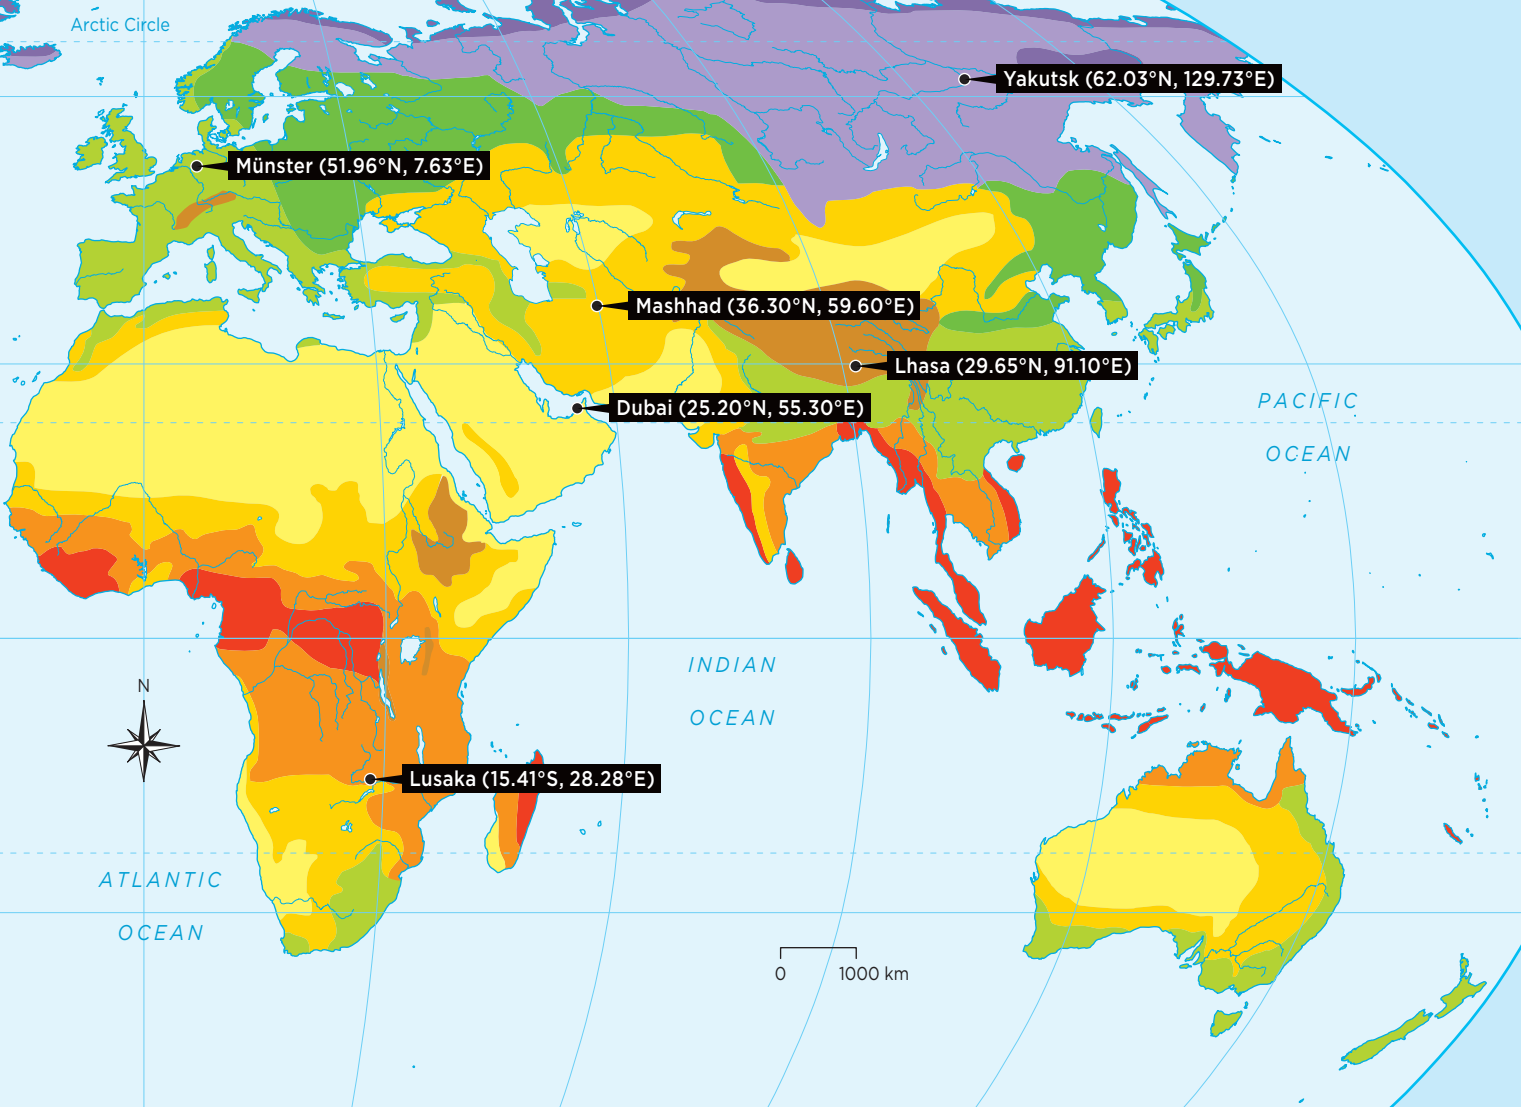 Arctic Circle
Yakutsk (62.03°N, 129.73°E)
Münster (51.96°N, 7.63°E)
Mashhad (36.30°N, 59.60°E)
Lhasa (29.65°N, 91.10°E)
Dubai (25.20°N, 55.30°E)
PACIFIC
OCEAN
INDIAN
OCEAN
N
Lusaka (15.41°S, 28.28°E)
ATLANTIC
OCEAN
0 1000 km